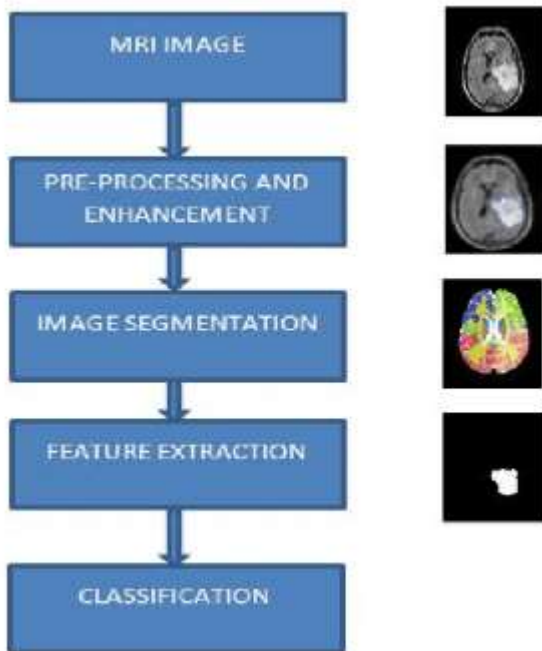 MRI IMAGE
PRE-PROCESSING AND
ENHANCEMENT
IMAGE SEGMENTATION
FEATURE EXTRACTION
CLASSIFICATION